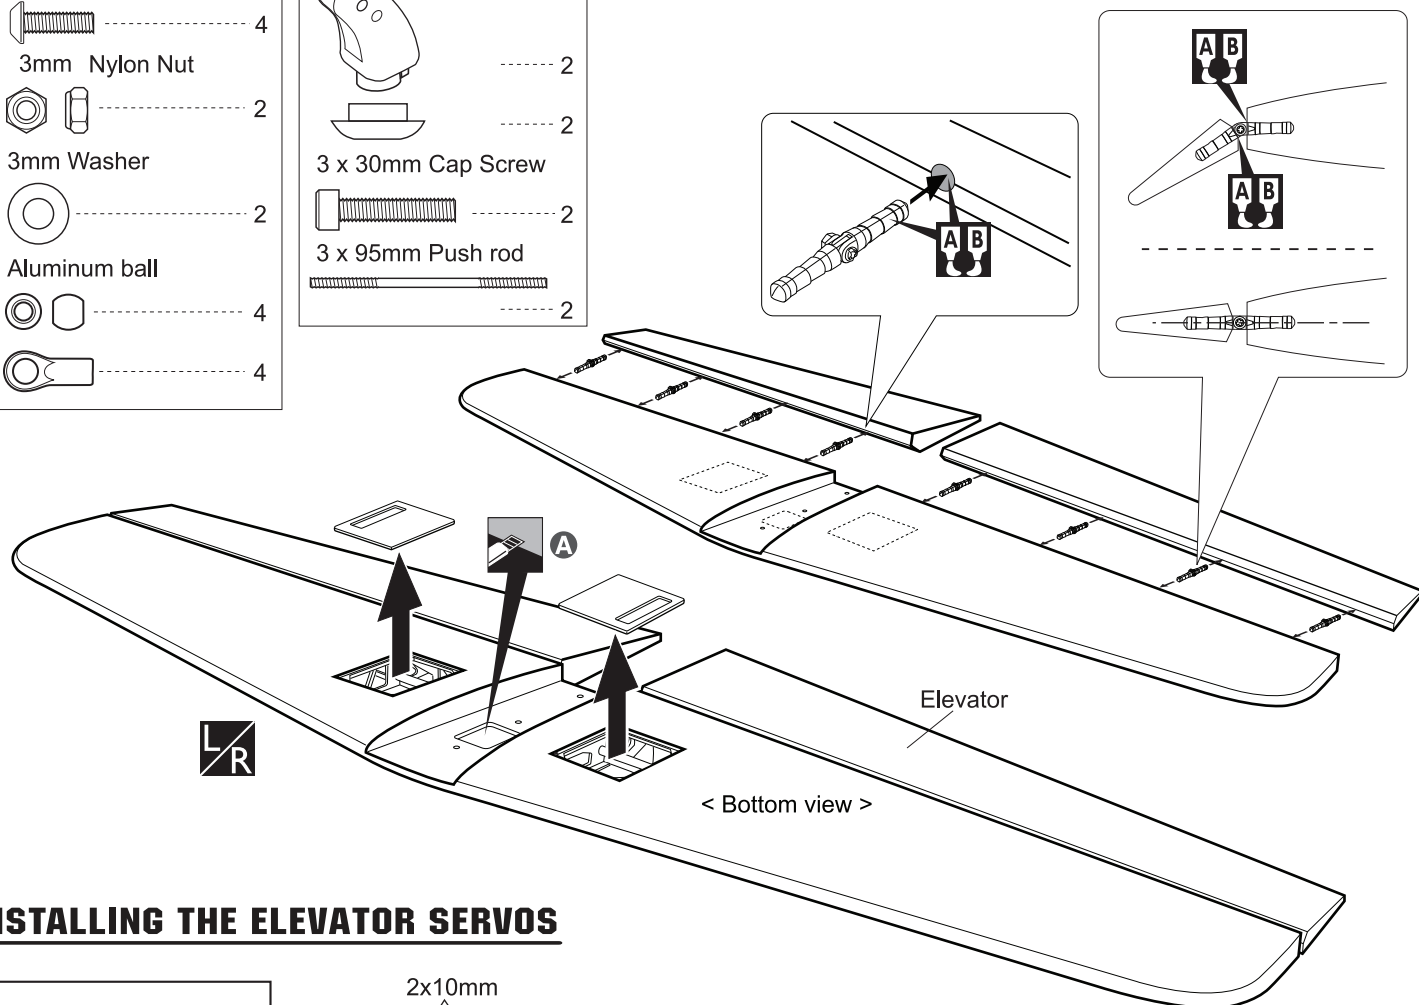 4
3mm Nylon Nut
2
3mm Washer
2
Aluminum ball
4
4
2
2
3 x 30mm Cap Screw
2
3 x 95mm Push rod
2
A B
A B
A B
A
L/R
Elevator
< Bottom view >
NSTALLING THE ELEVATOR SERVOS
2x10mm